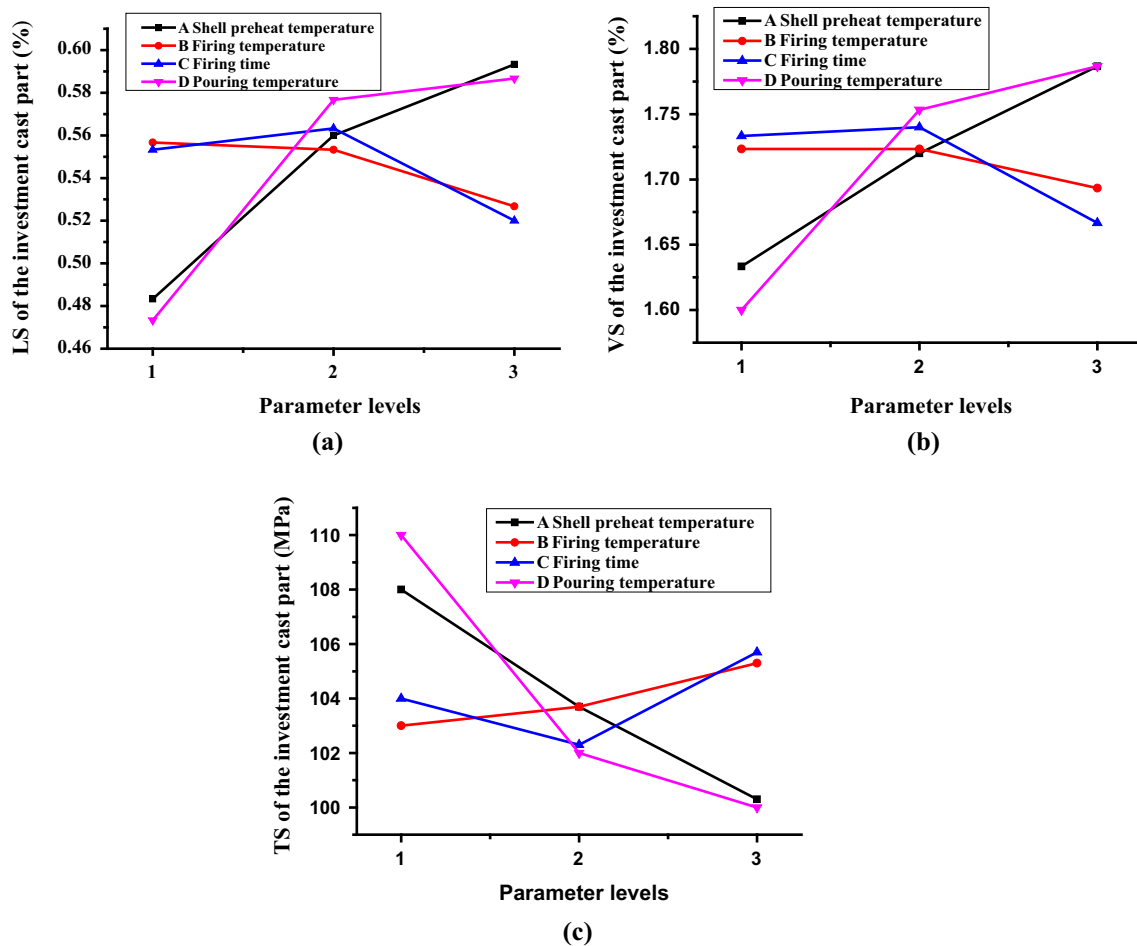 LS of the investment cast part (%)
0.60
0.58
0.56
0.54
0.52
0.50
0.48
0.46
A Shell preheat temperature
B Firing temperature
C Firing time
D Pouring temperature
1 2 3
Parameter levels
(a)
VS of the investment cast part (%)
1.80
1.75
1.70
1.65
1.60
A Shell preheat temperature
B Firing temperature
C Firing time
D Pouring temperature
1 2 3
Parameter levels
(b)
TS of the investment cast part (MPa)
110
108
106
104
102
100
A Shell preheat temperature
B Firing temperature
C Firing time
D Pouring temperature
1 2 3
Parameter levels
(c)